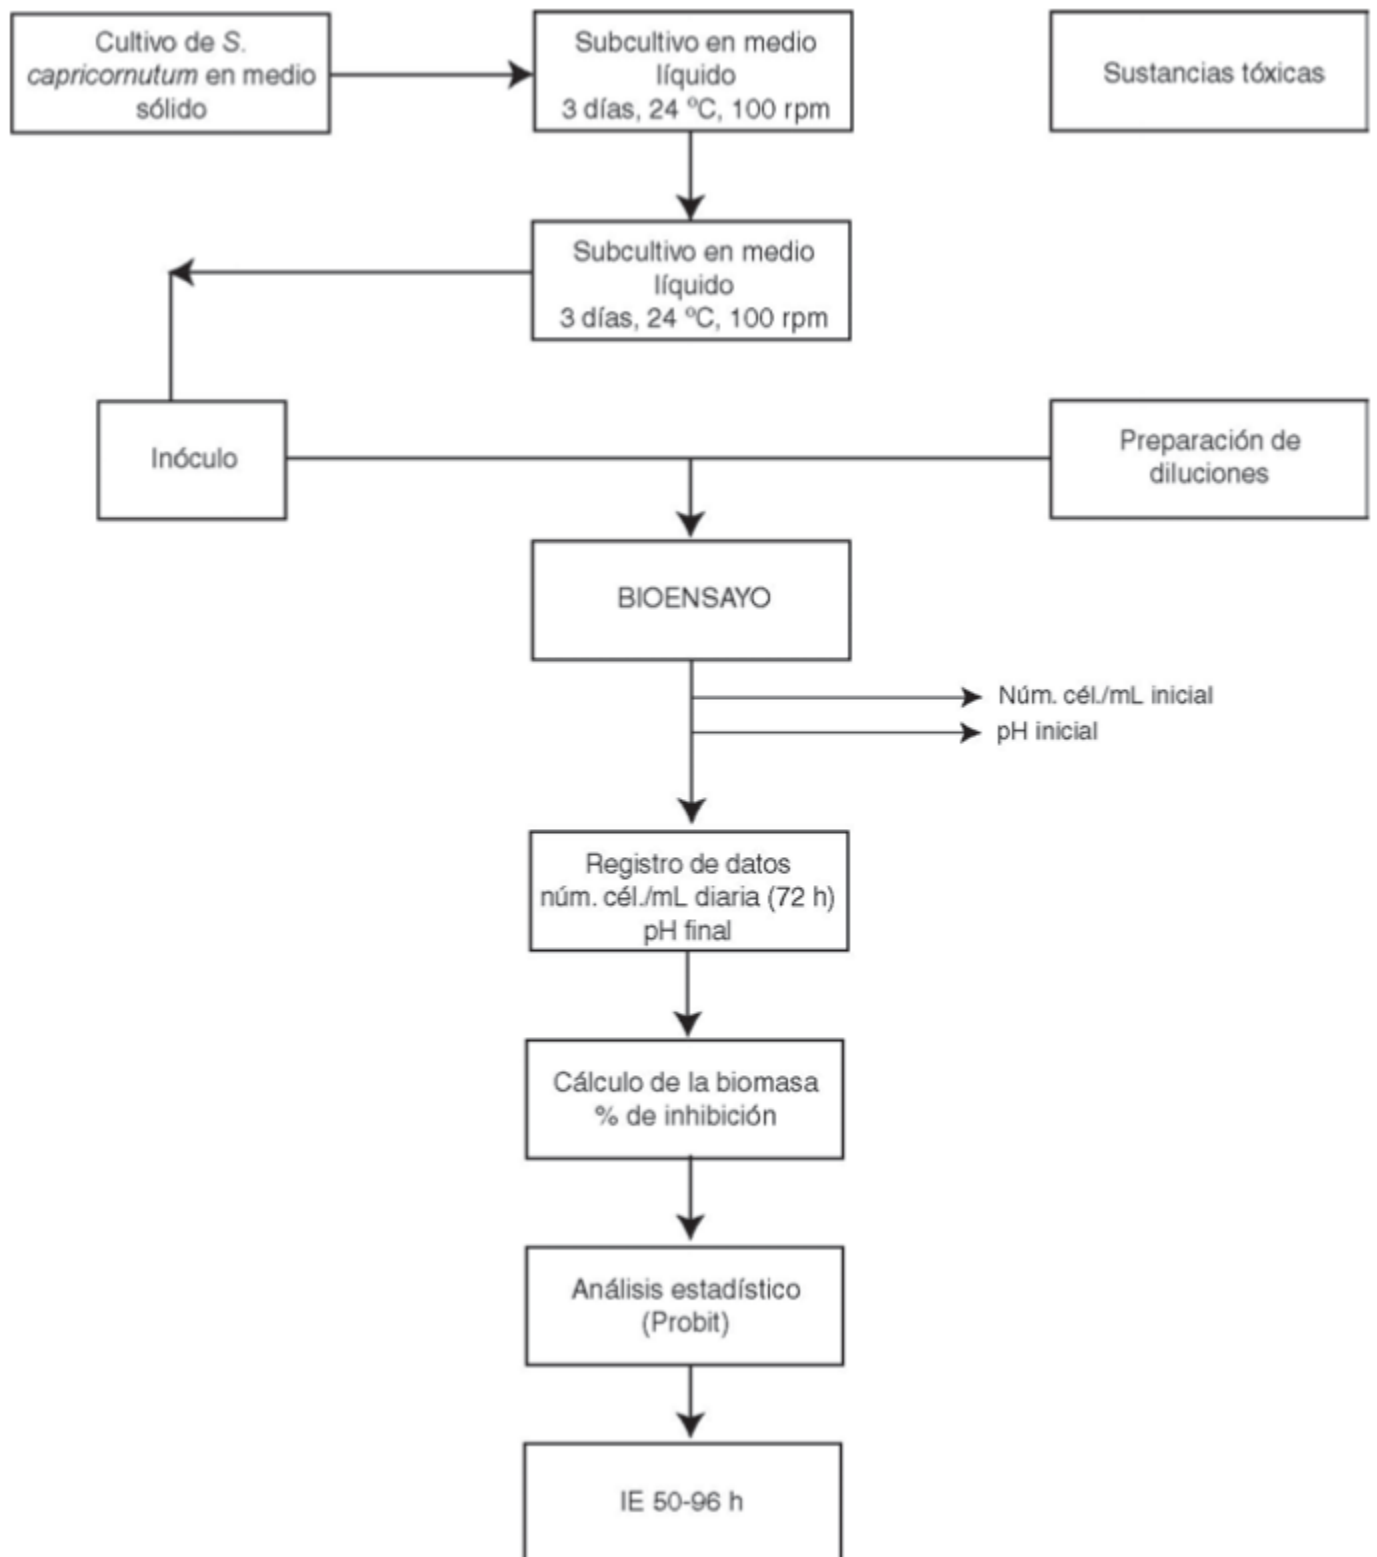 Cultivo de S.
capricornutum en medio
sólido
Subcultivo en medio
líquido
3 días, 24 ºC, 100 rpm
Sustancias tóxicas
Subcultivo en medio
líquido
3 días, 24 ºC, 100 rpm
Inóculo
Preparación de
diluciones
BIOENSAYO
Núm. cél./mL inicial
pH inicial
Registro de datos
núm. cél./mL diaria (72 h)
pH final
Cálculo de la biomasa
% de inhibición
Análisis estadístico
(Probit)
IE 50-96 h